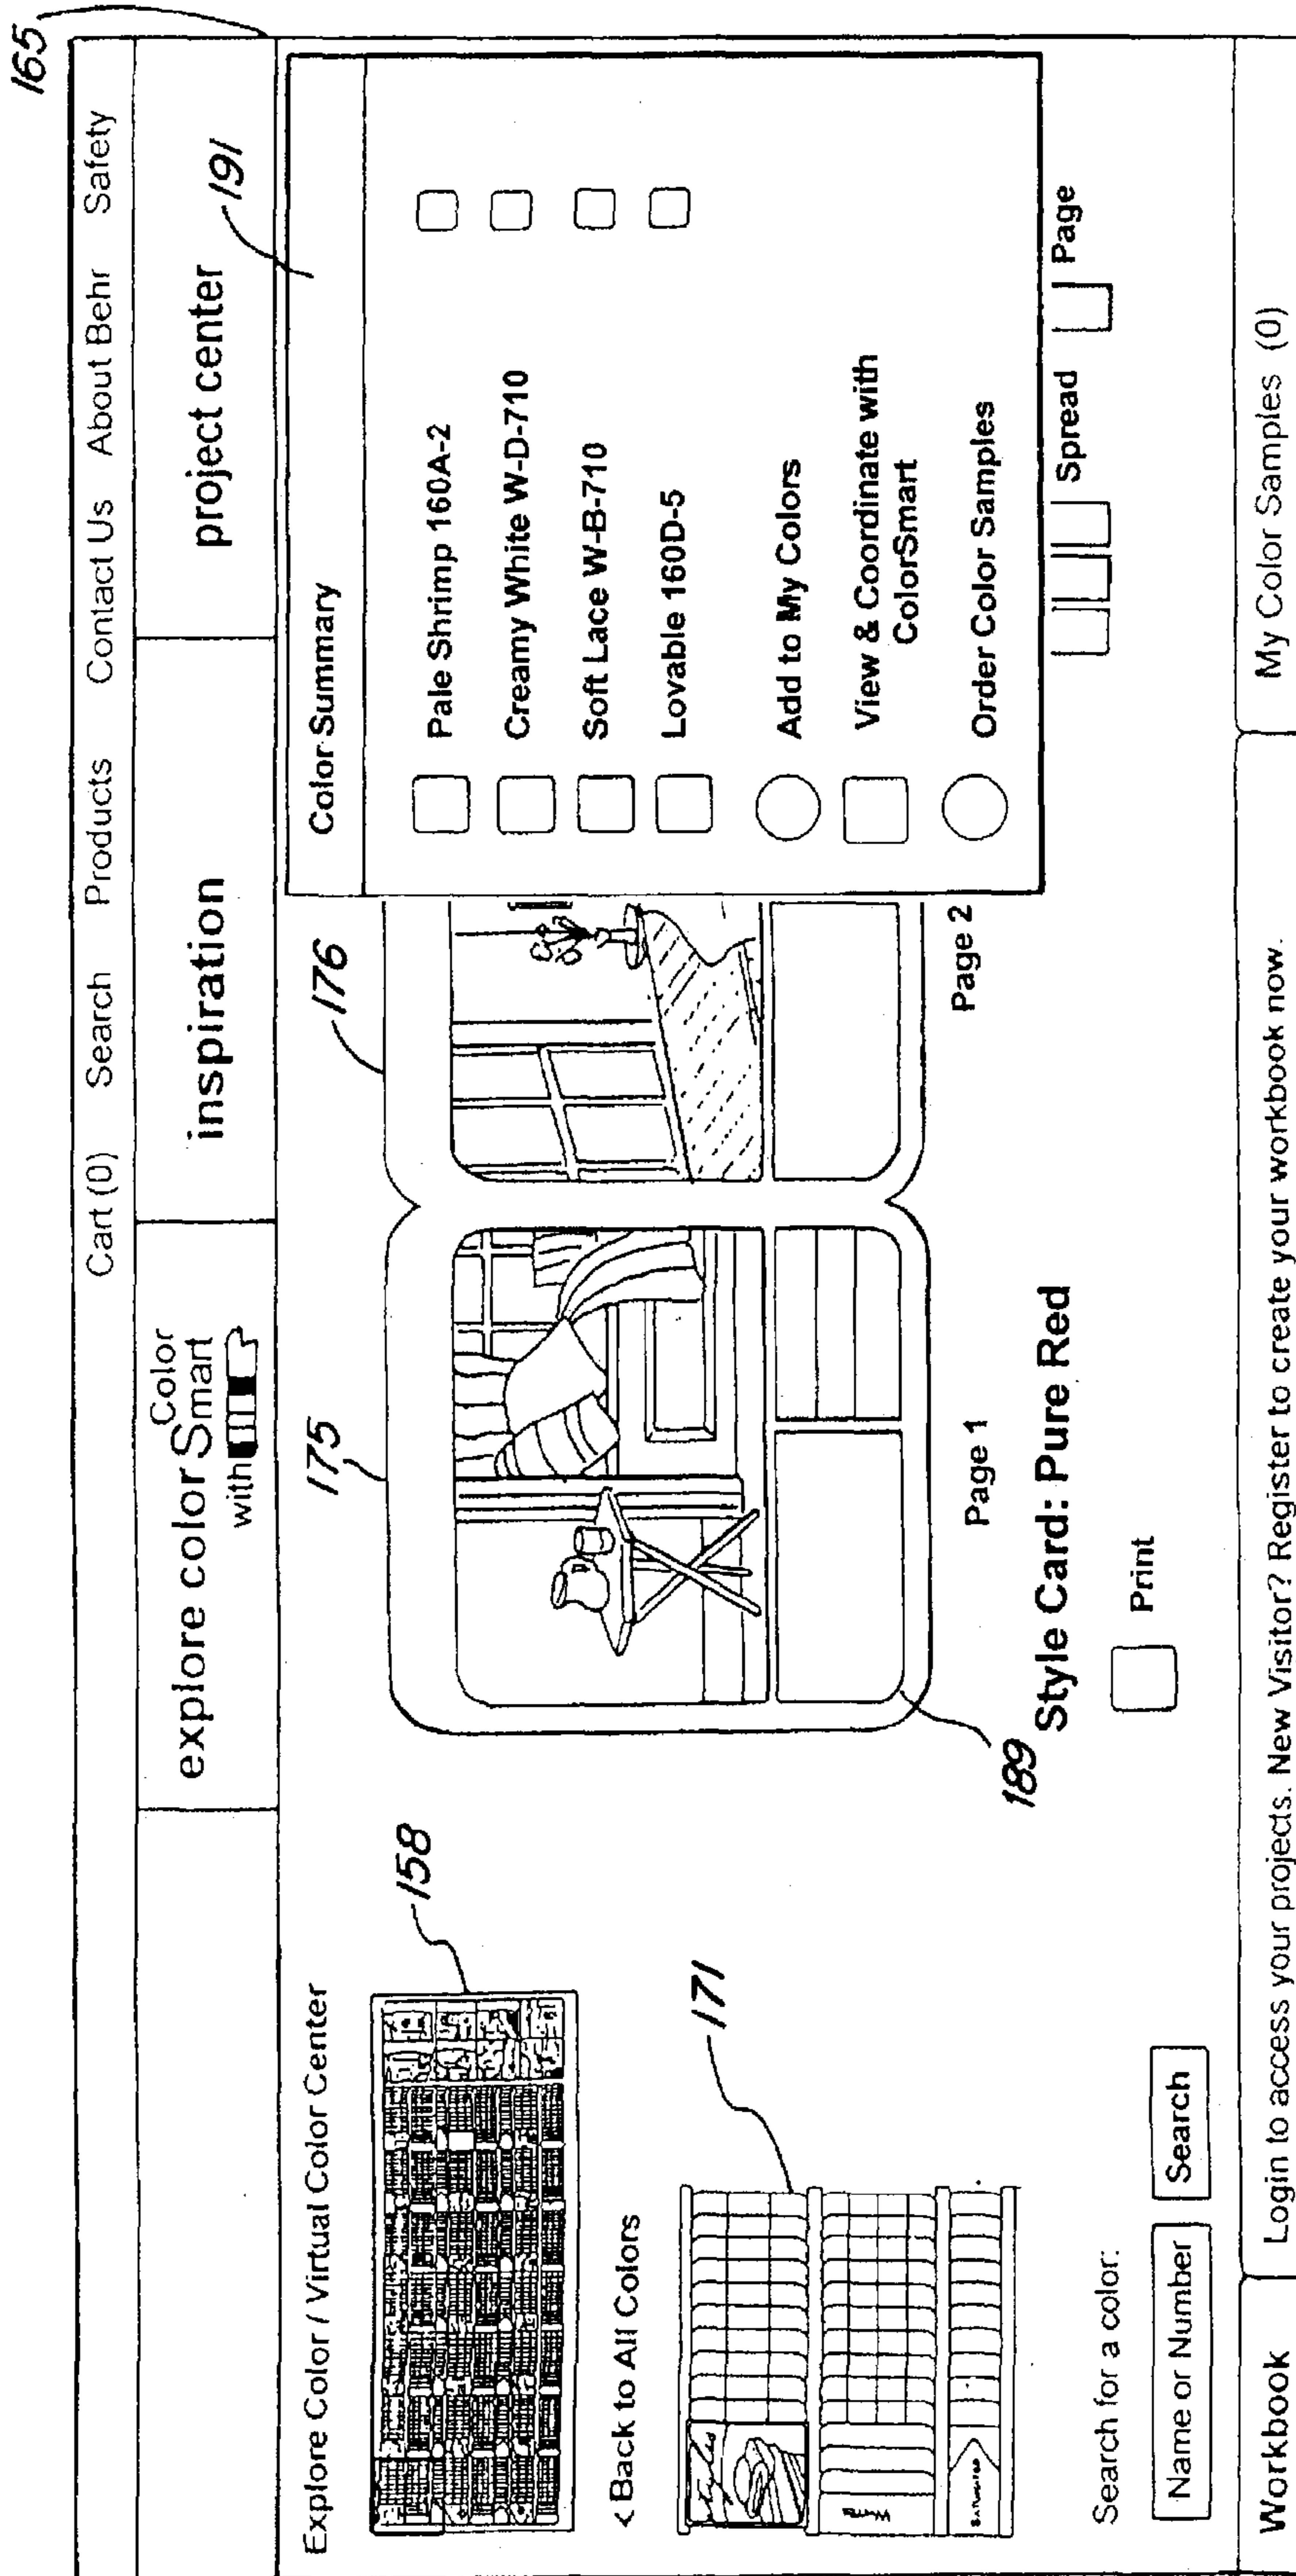 165
Cart (0) Search Products Contact Us About Behr Safety
explore color
with
Color
Smart
inspiration
project center
191
Explore Color / Virtual Color Center
158
175
176
Color Summary
Pale Shrimp 160A-2
Creamy White W-D-710
Soft Lace W-B-710
Lovable 160D-5
Add to My Colors
View & Coordinate with
ColorSmart
Order Color Samples
< Back to All Colors
171
189
Page 1
Page 2
Style Card: Pure Red
Spread
Page
Print
Search for a color:
Name or Number
Search
Workbook
Login to access your projects. New Visitor? Register to create your workbook now.
My Color Samples (0)